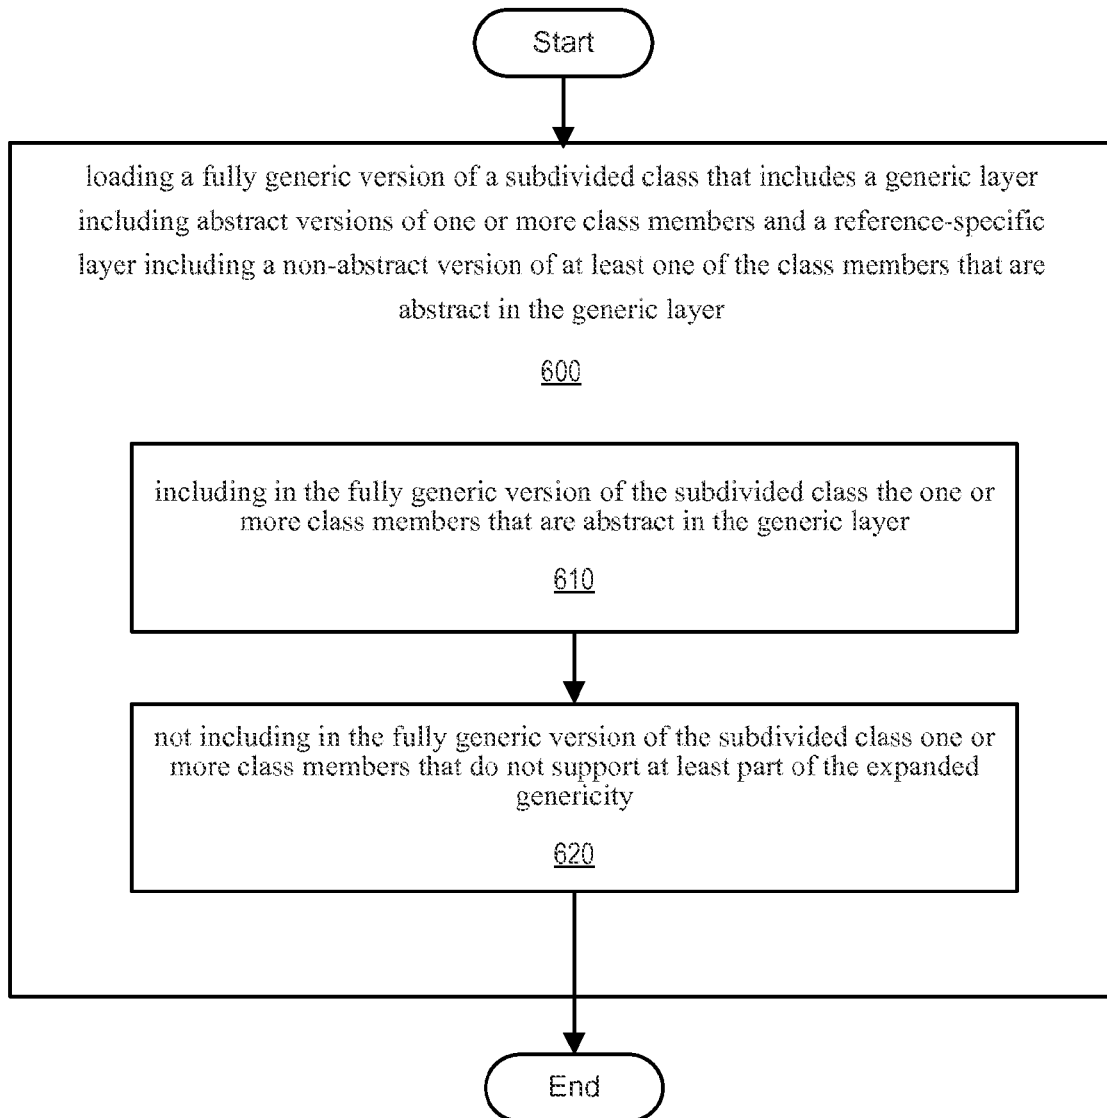 Start
loading a fully generic version of a subdivided class that includes a generic layer
including abstract versions of one or more class members and a reference-specific
layer including a non-abstract version of at least one of the class members that are
abstract in the generic layer
600
including in the fully generic version of the subdivided class the one or
more class members that are abstract in the generic layer
610
not including in the fully generic version of the subdivided class one or
more class members that do not support at least part of the expanded
genericity
620
End